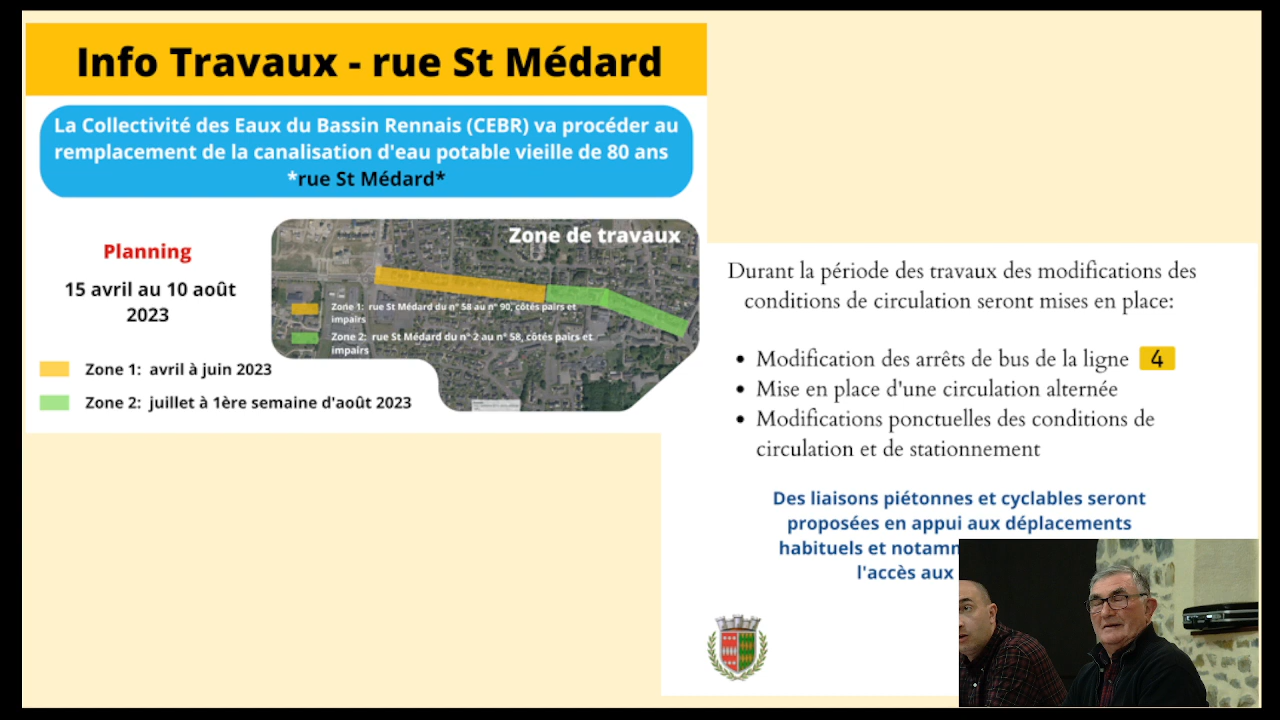 Info Travaux - rue St Médard
La Collectivité des Eaux du Bassin Rennais (CEBR) va procéder au
remplacement de la canalisation d'eau potable vieille de 80 ans
*rue St Médard*
Planning
15 avril au 10 août
2023
Zone 1: avril à juin 2023
Zone 2: juillet à 1ère semaine d'août 2023
Zone de travaux
Zone 1: rue St Médard du n° 58 au n° 90, côtés pairs et
impairs
Zone 2: rue St Médard du n° 2 au n° 58, côtés pairs et
impairs
Durant la période des travaux des modifications des
conditions de circulation seront mises en place:
• Modification des arrêts de bus de la ligne 4
• Mise en place d'une circulation alternée
• Modifications ponctuelles des conditions de
circulation et de stationnement
Des liaisons piétonnes et cyclables seront
proposées en appui aux déplacements
habituels et
l'accès aux